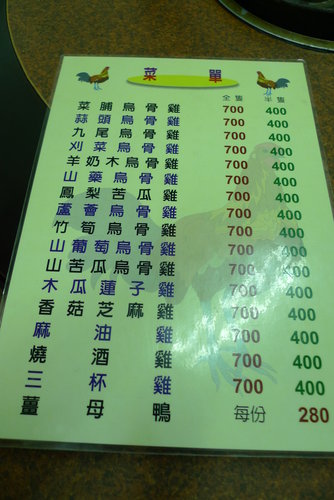 菜單
全隻 半隻
菜脯烏骨雞 700 400
蒜頭烏骨雞 700 400
九尾烏骨雞 700 400
刈菜烏骨雞 700 400
羊奶木烏骨雞 700 400
山藥烏骨雞 700 400
鳳梨苦瓜雞 700 400
蘆薈烏骨雞 700 400
竹筍烏骨雞 700 400
山葡萄烏骨雞 700 400
山苦瓜烏骨雞 700 400
木瓜蓮子雞 700 400
香菇芝麻雞 700 400
麻油雞 700 400
燒酒雞 700 400
三杯雞 700 400
薑母鴨 每份 280